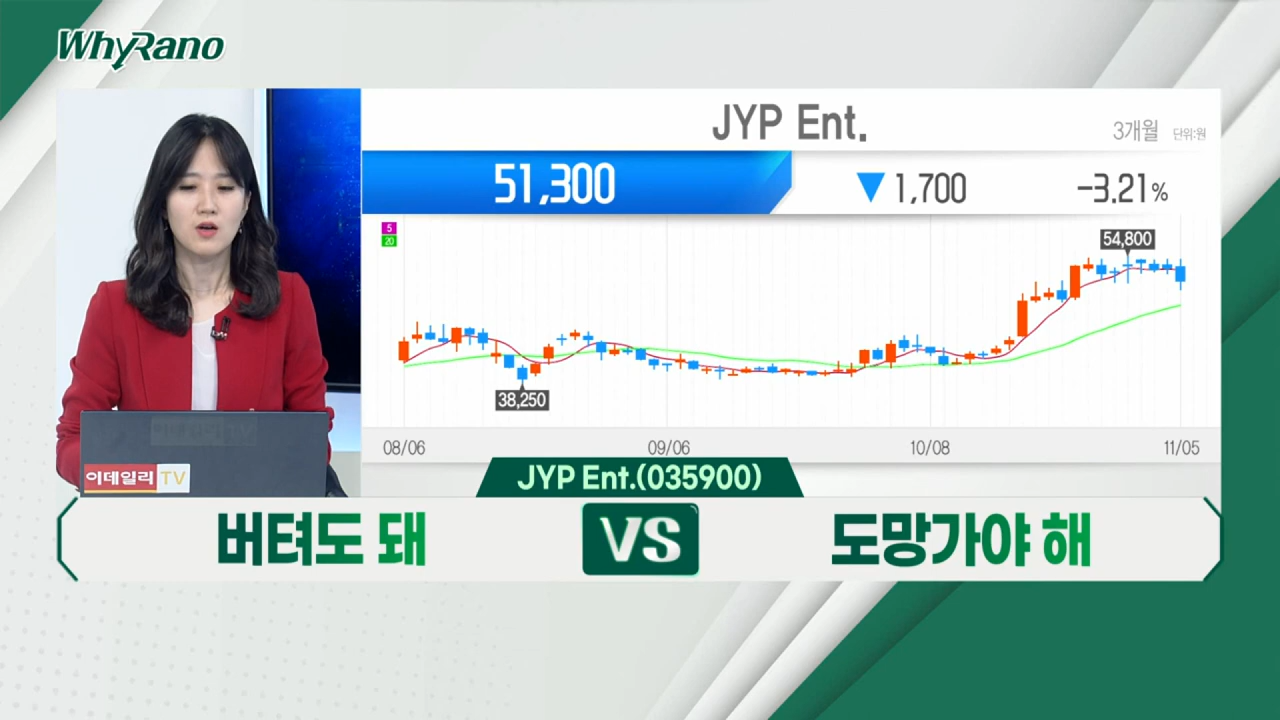 WhyRano
JYP Ent.
3개월 단위:원
51,300 ▼ 1,700 -3.21%
5
20
54,800
38,250
08/06 09/06 10/08 11/05
이데일리 TV
JYP Ent.(035900)
버텨도 돼 VS 도망가야 해